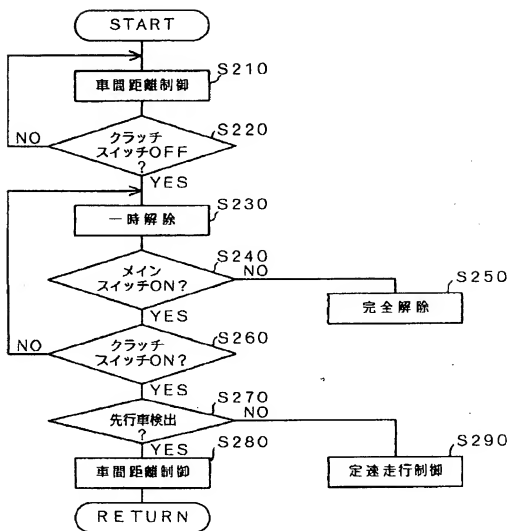 START
S210
車間距離制御
S220
クラッチ
スイッチOFF
?
NO
YES
S230
一時解除
S240
メイン
スイッチON?
NO
S250
完全解除
YES
S260
クラッチ
スイッチON?
NO
YES
S270
先行車検出
?
NO
YES
S280
車間距離制御
S290
定速走行制御
RETURN